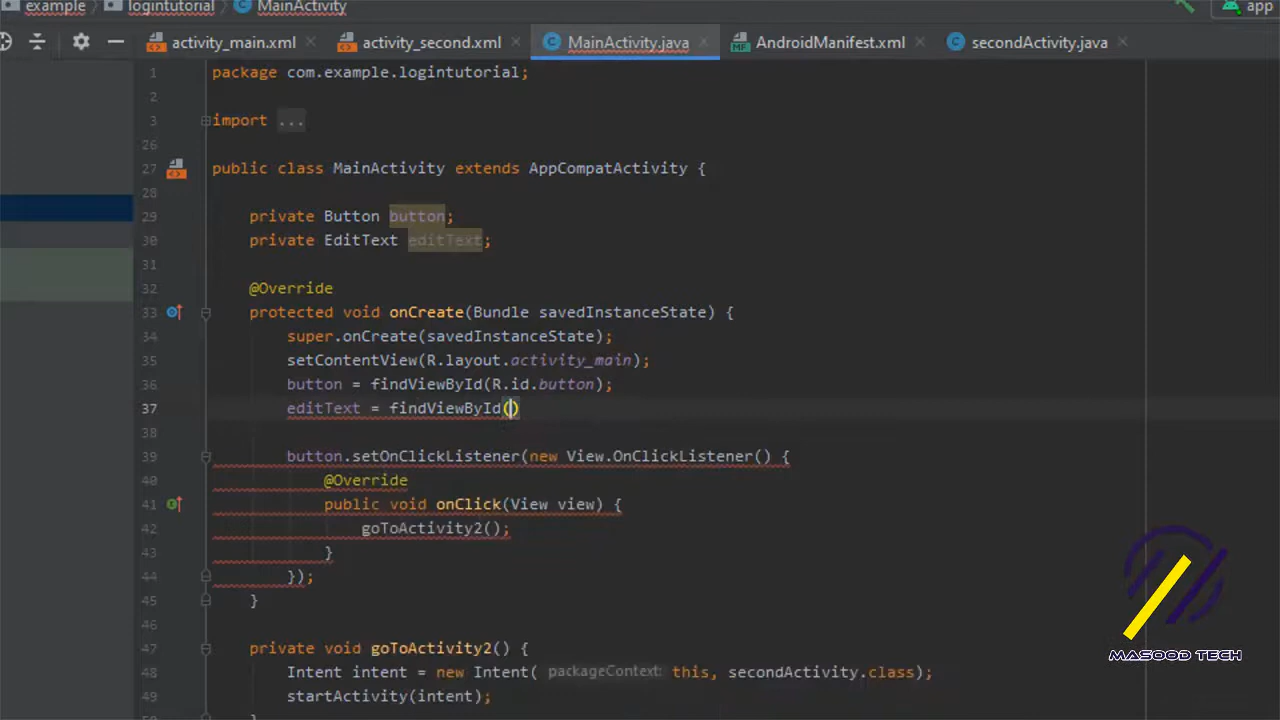 example logintutorial MainActivity app
activity_main.xml activity_second.xml MainActivity.java AndroidManifest.xml secondActivity.java
1 package com.example.logintutorial;
2
3 import ...
26
27 public class MainActivity extends AppCompatActivity {
28
29 private Button button;
30 private EditText editText;
31
32 @Override
33 protected void onCreate(Bundle savedInstanceState) {
34 super.onCreate(savedInstanceState);
35 setContentView(R.layout.activity_main);
36 button = findViewById(R.id.button);
37 editText = findViewById()
38
39 button.setOnClickListener(new View.OnClickListener() {
40 @Override
41 public void onClick(View view) {
42 goToActivity2();
43 }
44 });
45 }
46
47 private void goToActivity2() {
48 Intent intent = new Intent( packageContext: this, secondActivity.class);
49 startActivity(intent);
}
MASOOD TECH